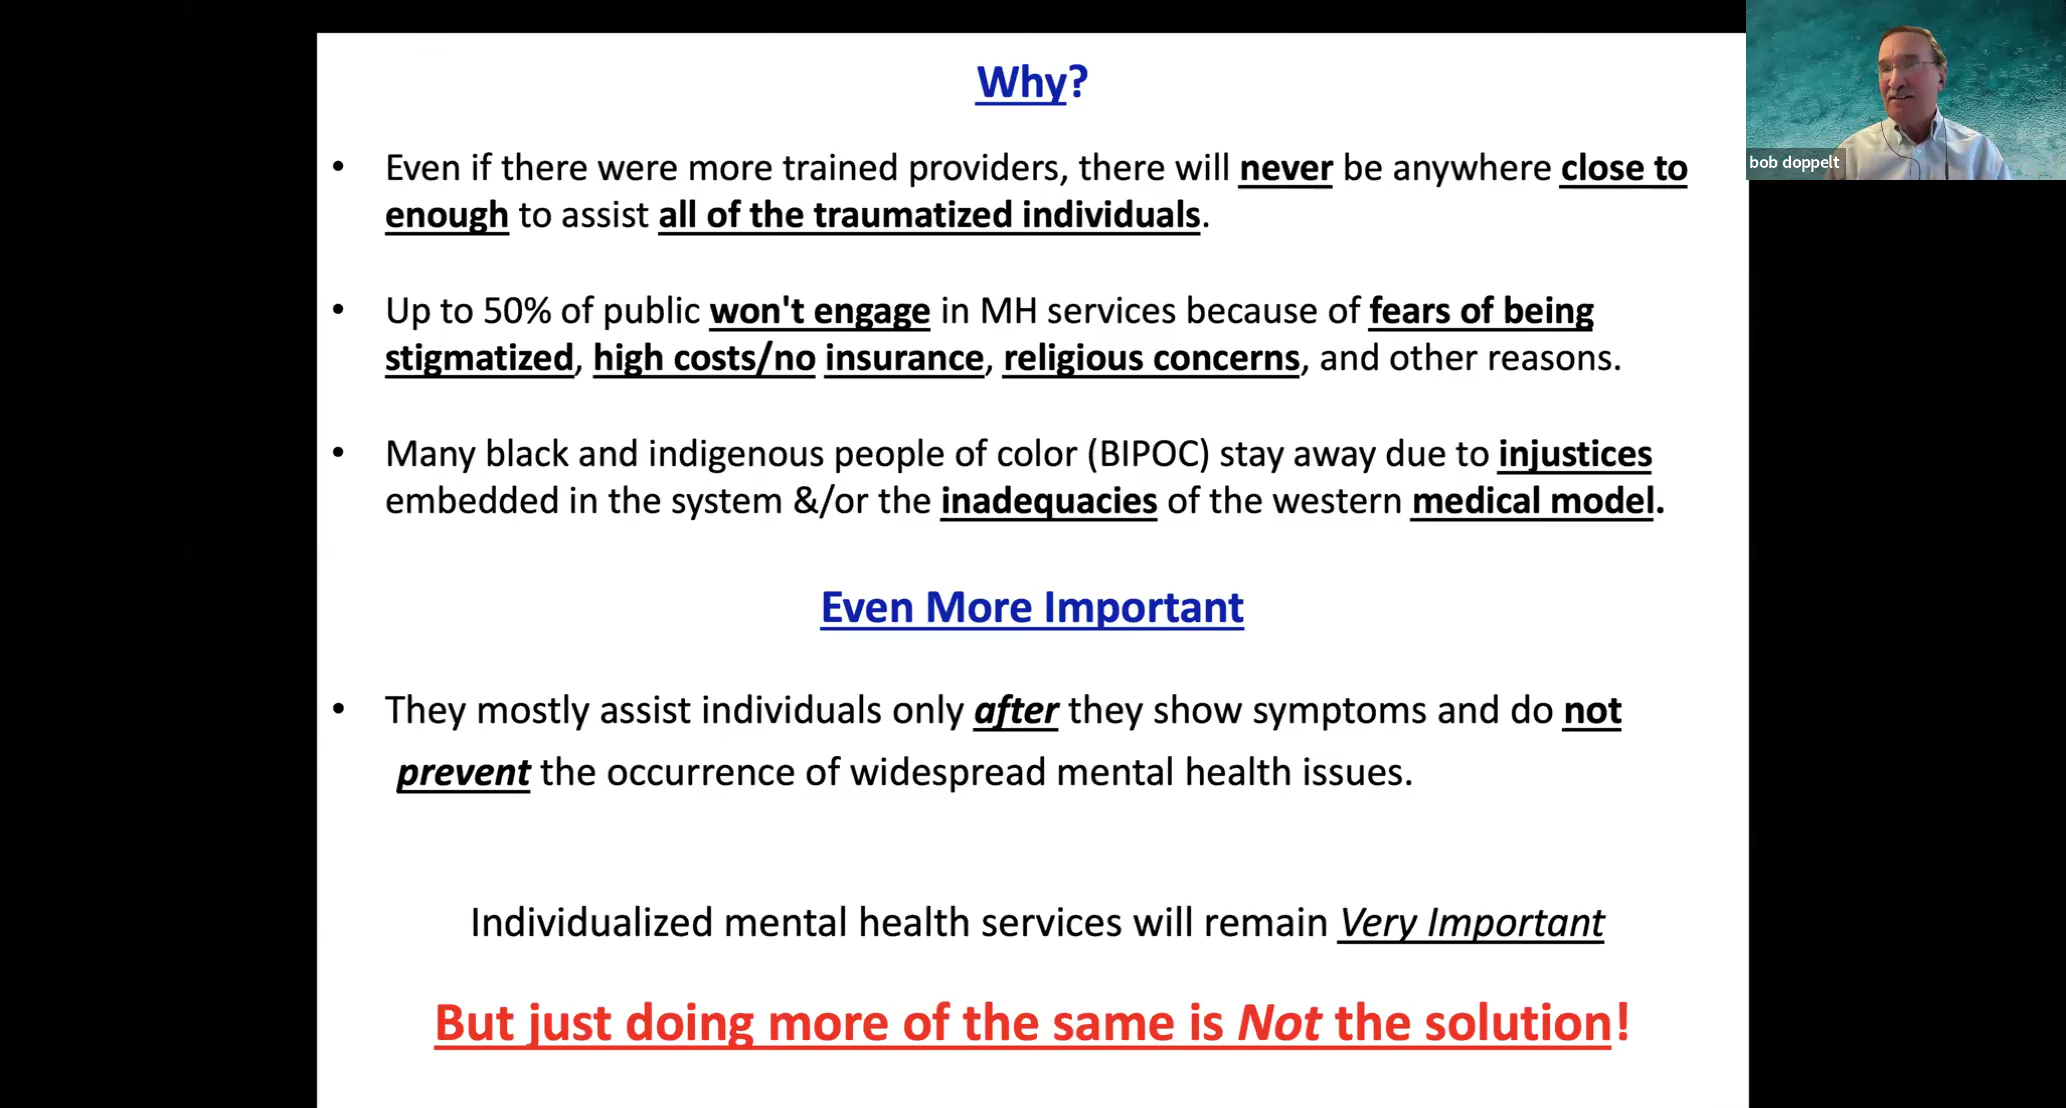 Why?
• Even if there were more trained providers, there will never be anywhere close to
enough to assist all of the traumatized individuals.
• Up to 50% of public won't engage in MH services because of fears of being
stigmatized, high costs/no insurance, religious concerns, and other reasons.
• Many black and indigenous people of color (BIPOC) stay away due to injustices
embedded in the system &/or the inadequacies of the western medical model.
Even More Important
• They mostly assist individuals only after they show symptoms and do not
prevent the occurrence of widespread mental health issues.
Individualized mental health services will remain Very Important
But just doing more of the same is Not the solution!
bob doppelt